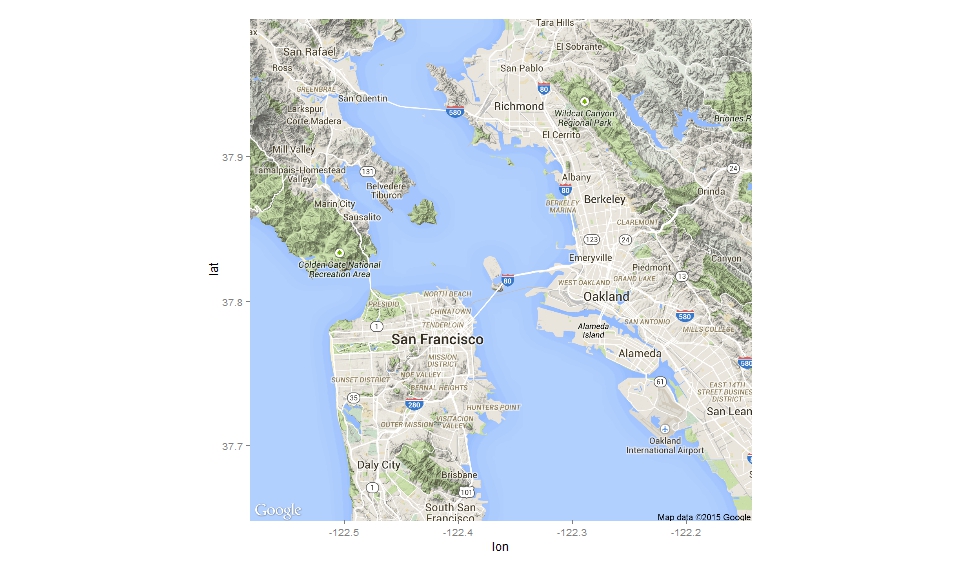 Tara Hills
San Rafael
El Sobrante
Ross
San Pablo
GREENBRAE
80
San Quentin
Larkspur
580
Richmond
Wildcat Canyon
Regional Park
Corte Madera
Briones R
El Cerrito
Mill Valley
37.9
Tamalpais-Homestead
Valley
131
24
Albany
Belvedere
Tiburon
80
Orinda
Marin City
BERKELEY
MARINA
Berkeley
Sausalito
CLAREMONT
123
24
Golden Gate National
Recreation Area
Emeryville
Canyon
lat
Piedmont
13
80
WEST OAKLAND
GRAND LAKE
37.8
NORTH BEACH
Oakland
PRESIDIO
CHINATOWN
580
1
TENDERLOIN
Alameda
Island
SAN ANTONIO
MILLS COLLEGE
San Francisco
Alameda
MISSION
DISTRICT
580
SUNSET DISTRICT
NOE VALLEY
61
BERNAL HEIGHTS
EAST 14TH
STREET BUSINESS
DISTRICT
35
280
HUNTERS POINT
San Lean
OUTER MISSION
VISITACION
VALLEY
37.7
Oakland
International Airport
Daly City
Brisbane
1
101
South San
Francisco
Google
Map data ©2015 Google
-122.5
-122.4
-122.3
-122.2
lon